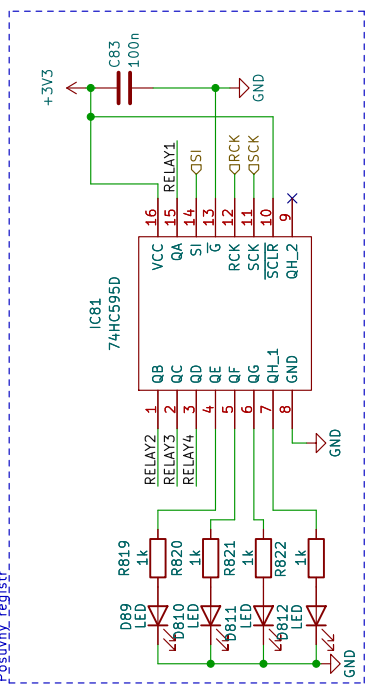 C83
100n
+3V3
GND
RELAY1
SI
RCK
SCK
16
15
14
13
12
11
10
9
VCC
QA
SI
G
RCK
SCK
SCLR
QH_2
IC81
74HC595D
QB
QC
QD
QE
QF
QG
QH_1
GND
1
2
3
4
5
6
7
8
RELAY2
RELAY3
RELAY4
GND
R819
1k
R820
1k
R821
1k
R822
1k
D89
LED
D810
LED
D811
LED
D812
LED
GND
Posuvny registr